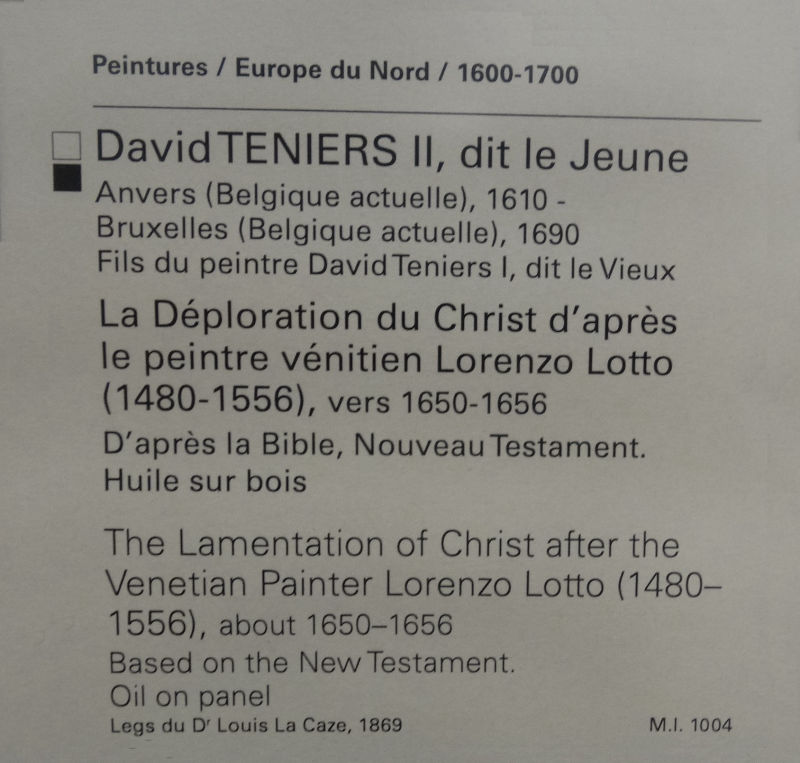 Peintures / Europe du Nord / 1600-1700
David TENIERS II, dit le Jeune
Anvers (Belgique actuelle), 1610 -
Bruxelles (Belgique actuelle), 1690
Fils du peintre David Teniers I, dit le Vieux
La Déploration du Christ d'après
le peintre vénitien Lorenzo Lotto
(1480-1556), vers 1650-1656
D'après la Bible, Nouveau Testament.
Huile sur bois
The Lamentation of Christ after the
Venetian Painter Lorenzo Lotto (1480–
1556), about 1650–1656
Based on the New Testament.
Oil on panel
Legs du Dr Louis La Caze, 1869 M.I. 1004